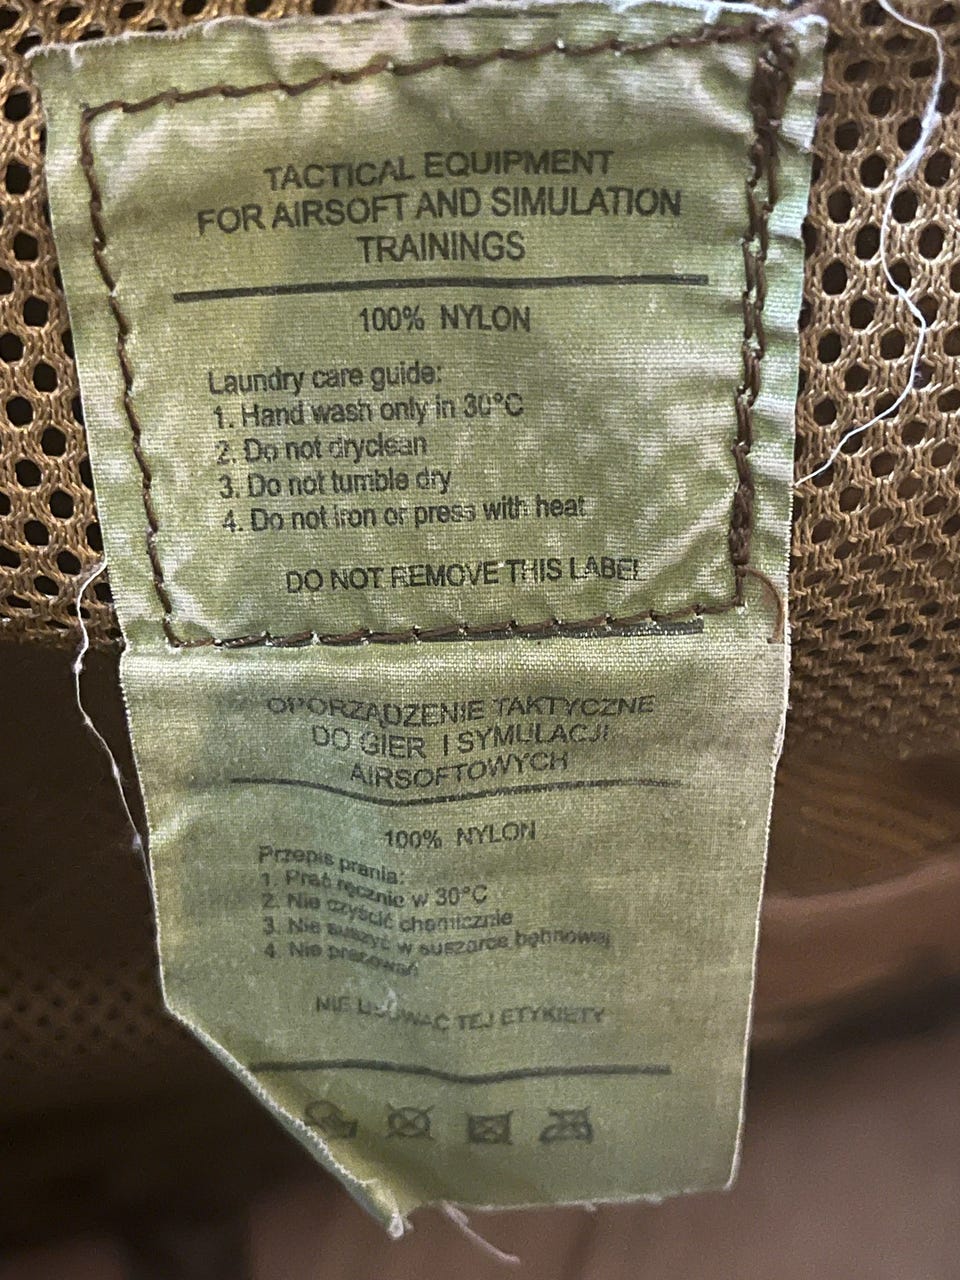 TACTICAL EQUIPMENT
FOR AIRSOFT AND SIMULATION
TRAININGS
100% NYLON
Laundry care guide:
1. Hand wash only in 30°C
2. Do not dryclean
3. Do not tumble dry
4. Do not iron or press with heat
DO NOT REMOVE THIS LABEL
OPORZĄDZENIE TAKTYCZNE
DO GIER I SYMULACJI
AIRSOFTOWYCH
100% NYLON
Przepis prania:
1. Prać ręcznie w 30°C
2. Nie czyścić chemicznie
3. Nie suszyć w suszarce bębnowej
4. Nie prasować
NIE USUWAĆ TEJ ETYKIETY